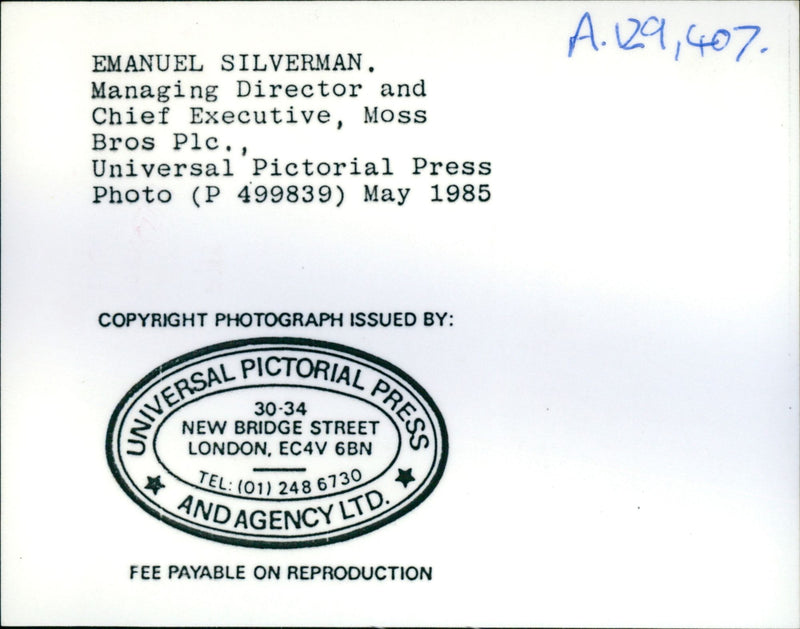 A.129,407.
EMANUEL SILVERMAN.
Managing Director and
Chief Executive, Moss
Bros Plc.,
Universal Pictorial Press
Photo (P 499839) May 1985
COPYRIGHT PHOTOGRAPH ISSUED BY:
UNIVERSAL PICTORIAL PRESS
30-34
NEW BRIDGE STREET
LONDON, EC4V 6BN
TEL: (01) 248 6730
AND AGENCY LTD.
FEE PAYABLE ON REPRODUCTION